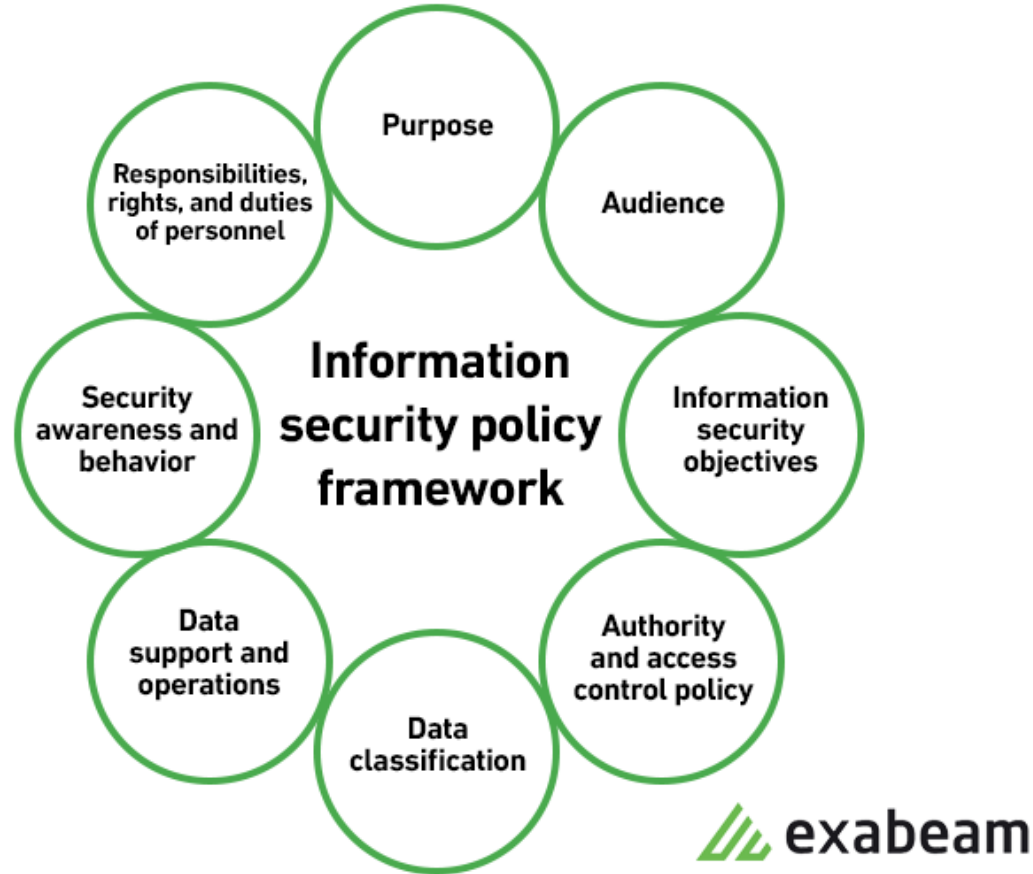 Purpose
Audience
Information
security
objectives
Authority
and access
control policy
Data
classification
Data
support and
operations
Security
awareness and
behavior
Responsibilities,
rights, and duties
of personnel
Information
security policy
framework
exabeam